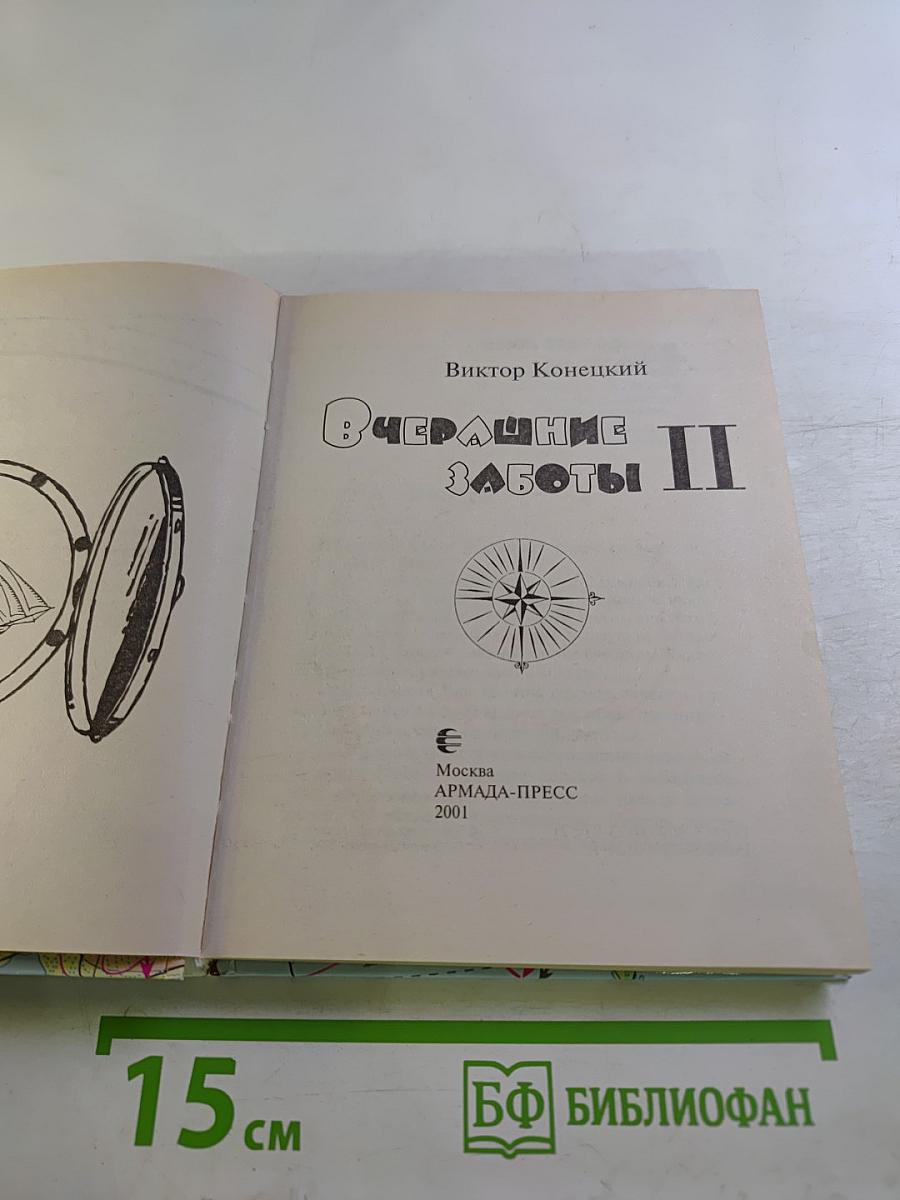 Виктор Конецкий
Вчерашние
заботы II
Москва
АРМАДА-ПРЕСС
2001
15 см
БФ БИБЛИОФАН